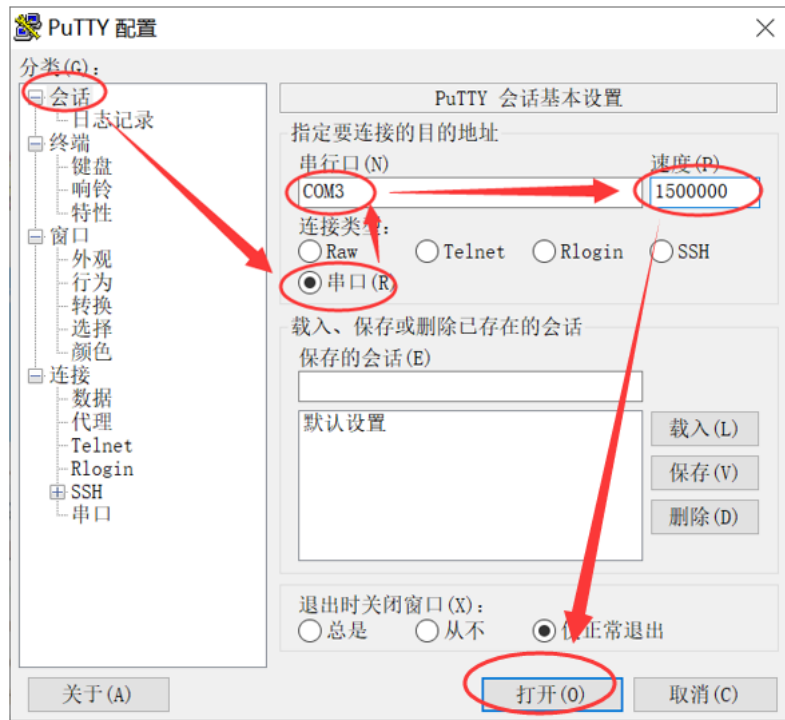 PuTTY 配置
分类(G):
会话
日志记录
终端
键盘
响铃
特性
窗口
外观
行为
转换
选择
颜色
连接
数据
代理
Telnet
Rlogin
SSH
串口
PuTTY 会话基本设置
指定要连接的目的地址
串行口(N) 速度(P)
COM3 1500000
连接类型:
Raw Telnet Rlogin SSH
串口(R)
载入、保存或删除已存在的会话
保存的会话(E)
默认设置
载入(L)
保存(V)
删除(D)
退出时关闭窗口(X):
总是 从不 仅正常退出
关于(A) 打开(O) 取消(C)